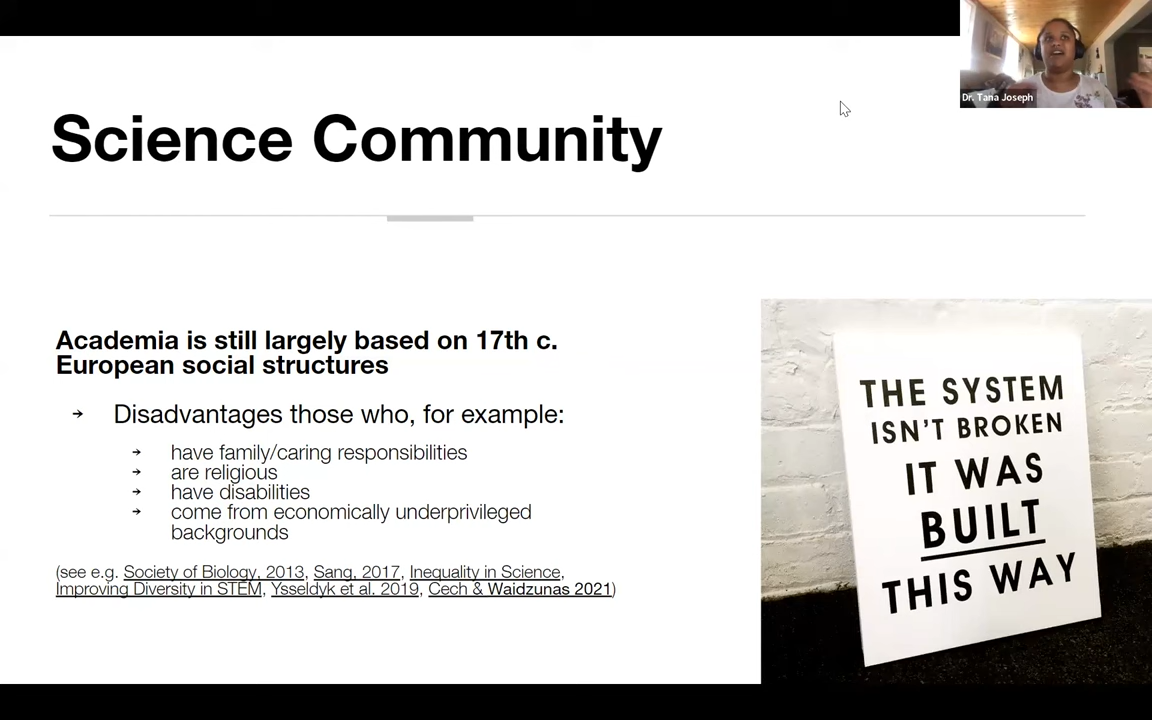 Dr. Tana Joseph
Science Community
Academia is still largely based on 17th c.
European social structures
→ Disadvantages those who, for example:
→ have family/caring responsibilities
→ are religious
→ have disabilities
→ come from economically underprivileged
backgrounds
(see e.g. Society of Biology, 2013, Sang, 2017, Inequality in Science,
Improving Diversity in STEM, Ysseldyk et al. 2019, Cech & Waidzunas 2021)
THE SYSTEM
ISN'T BROKEN
IT WAS
BUILT
THIS WAY